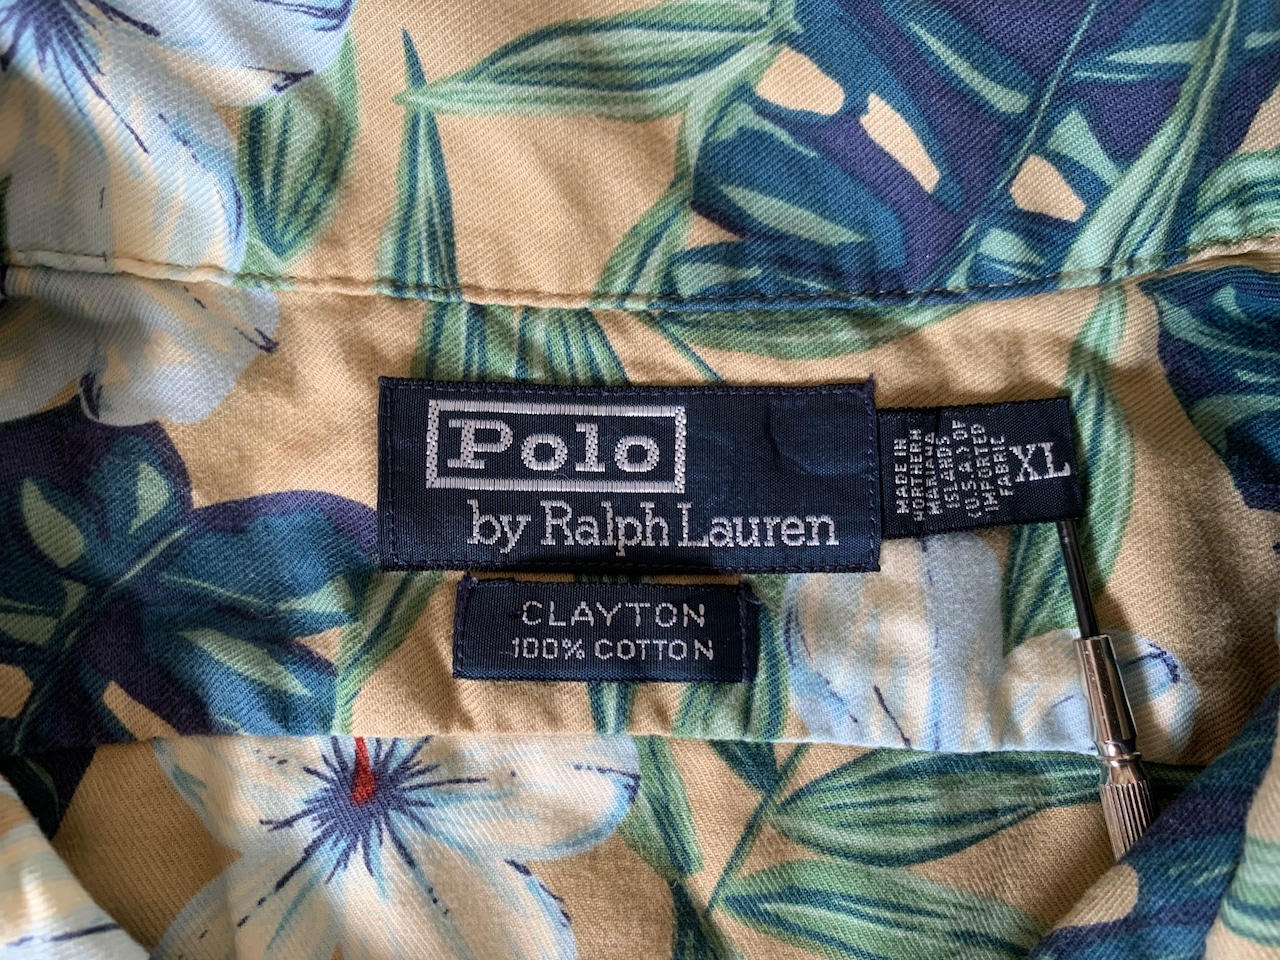 Polo
by Ralph Lauren
MADE IN
NORTHERN
MARIANA
ISLANDS
(U.S.A) OF
IMPORTED
FABRIC
XL
CLAYTON
100% COTTON